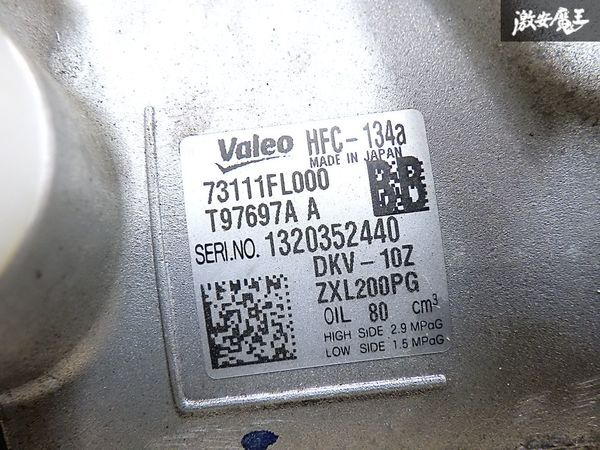 激安魔王
Valeo HFC-134a
MADE IN JAPAN
73111FL000
BB
T97697A A
SERI.NO. 1320352440
DKV-10Z
ZXL200PG
OIL 80 cm³
HIGH SIDE 2.9 MPaG
LOW SIDE 1.5 MPaG